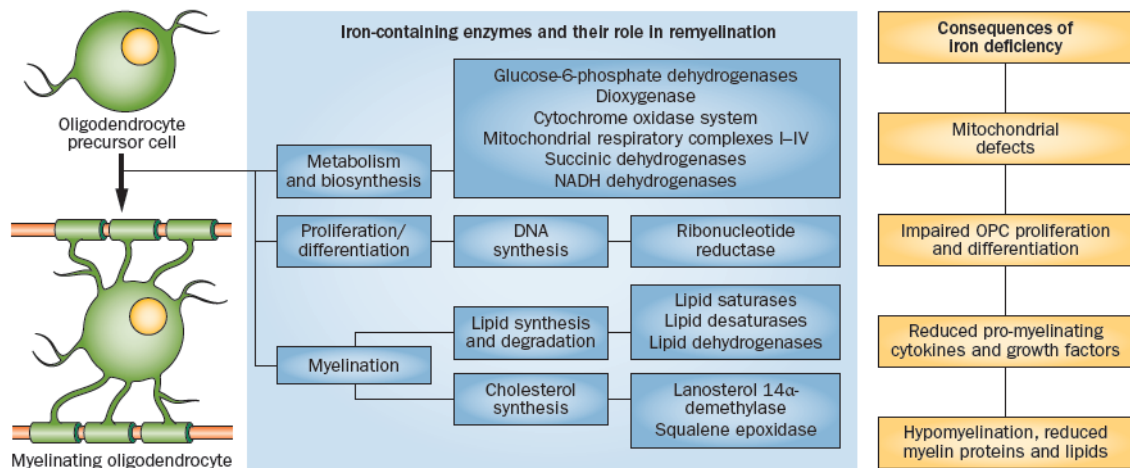 Iron-containing enzymes and their role in remyelination
Oligodendrocyte
precursor cell
Myelinating oligodendrocyte
Metabolism
and biosynthesis
Glucose-6-phosphate dehydrogenases
Dioxygenase
Cytochrome oxidase system
Mitochondrial respiratory complexes I–IV
Succinic dehydrogenases
NADH dehydrogenases
Proliferation/
differentiation
DNA
synthesis
Ribonucleotide
reductase
Myelination
Lipid synthesis
and degradation
Lipid saturases
Lipid desaturases
Lipid dehydrogenases
Cholesterol
synthesis
Lanosterol 14α-
demethylase
Squalene epoxidase
Consequences of
iron deficiency
Mitochondrial
defects
Impaired OPC proliferation
and differentiation
Reduced pro-myelinating
cytokines and growth factors
Hypomyelination, reduced
myelin proteins and lipids